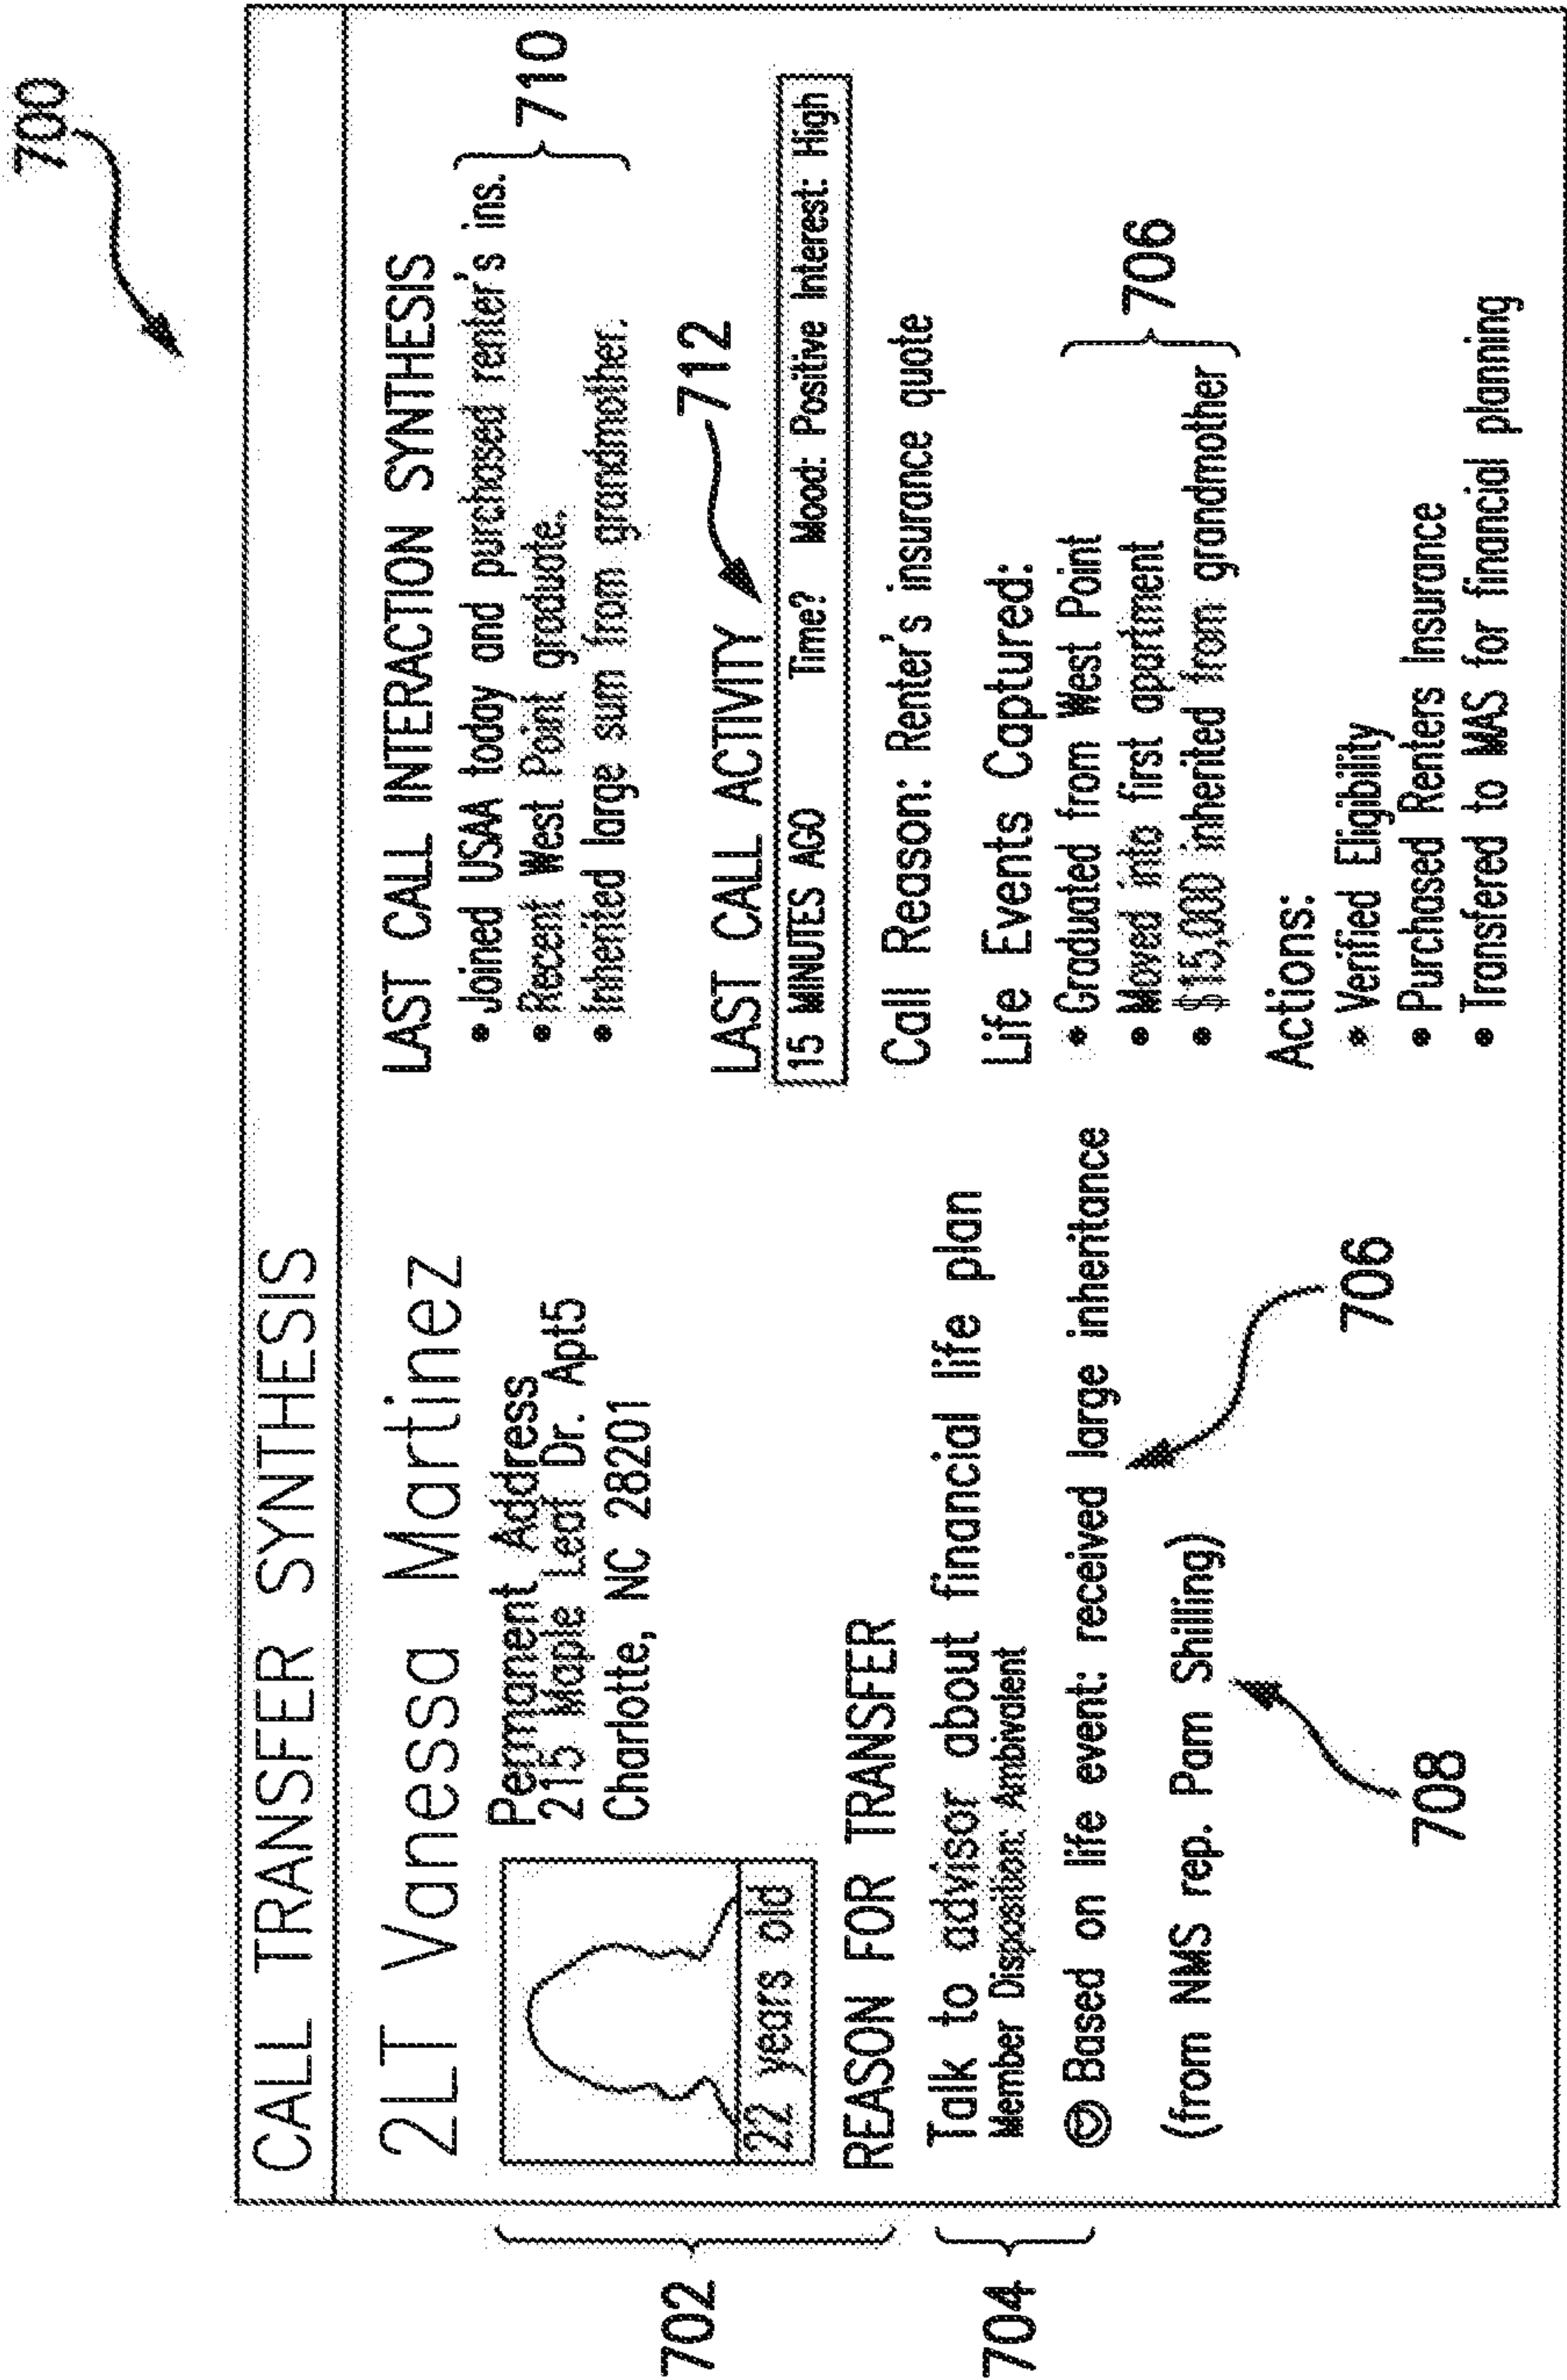 700
CALL TRANSFER SYNTHESIS
2LT Vanessa Martinez
Permanent Address
215 Maple Leaf Dr. Apt5
Charlotte, NC 28201
22 years old
702
REASON FOR TRANSFER
Talk to advisor about financial life plan
Member Disposition: Ambivalent
704
Based on life event: received large inheritance
706
(from NMS rep. Pam Shilling)
708
LAST CALL INTERACTION SYNTHESIS
• Joined USAA today and purchased renter's ins.
• Recent West Point graduate.
• Inherited large sum from grandmother.
710
LAST CALL ACTIVITY
712
15 MINUTES AGO Time? Mood: Positive Interest: High
Call Reason: Renter's insurance quote
Life Events Captured:
• Graduated from West Point
• Moved into first apartment
• $15,000 inherited from grandmother
706
Actions:
• Verified Eligibility
• Purchased Renters Insurance
• Transfered to MAS for financial planning